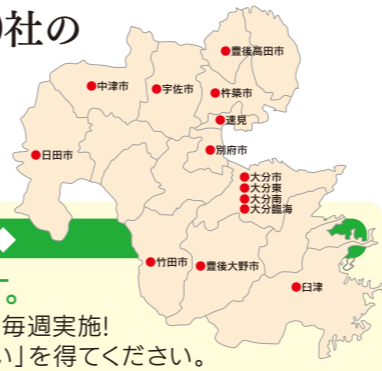 社の
豊後高田市
中津市
宇佐市
杵築市
速見
日田市
別府市
大分市
大分東
大分南
大分臨海
竹田市
豊後大野市
臼津
。
毎週実施!
い」を得てください。